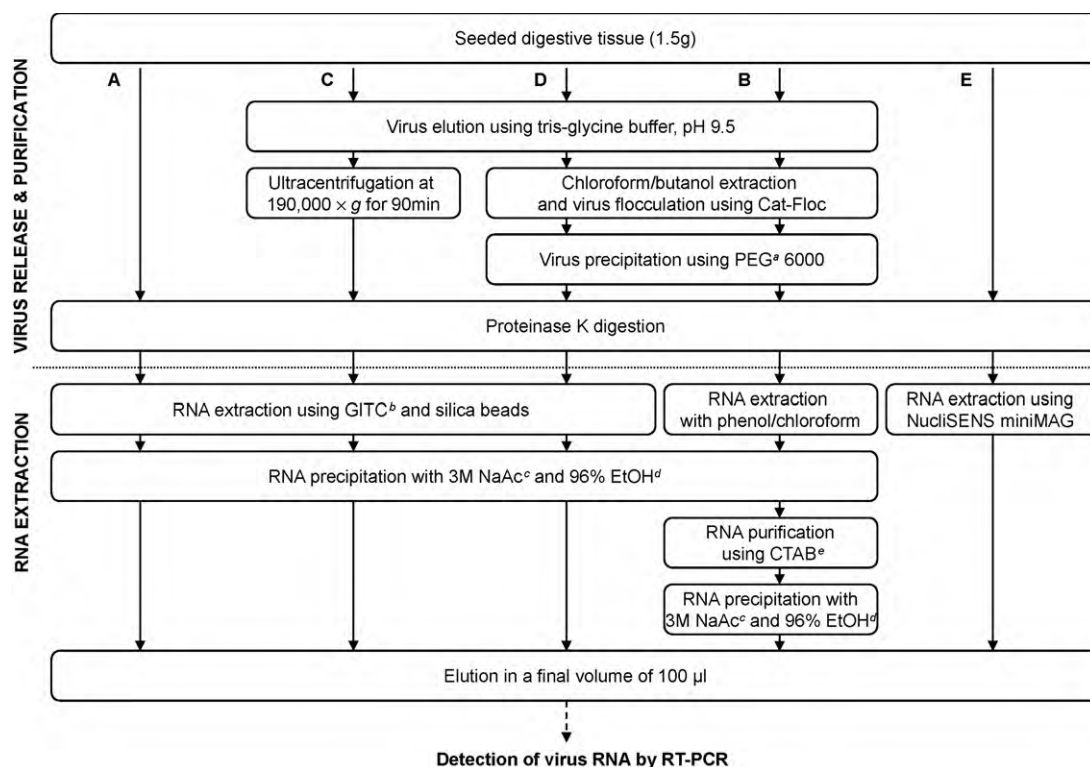 Seeded digestive tissue (1.5g)
A
C
D
B
E
Virus elution using tris-glycine buffer, pH 9.5
Ultracentrifugation at
190,000 × g for 90min
Chloroform/butanol extraction
and virus flocculation using Cat-Floc
Virus precipitation using PEGᵃ 6000
Proteinase K digestion
VIRUS RELEASE & PURIFICATION
RNA extraction using GITCᵇ and silica beads
RNA extraction
with phenol/chloroform
RNA extraction using
NucliSENS miniMAG
RNA precipitation with 3M NaAcᶜ and 96% EtOHᵈ
RNA purification
using CTABᵉ
RNA precipitation with
3M NaAcᶜ and 96% EtOHᵈ
RNA EXTRACTION
Elution in a final volume of 100 µl
Detection of virus RNA by RT-PCR